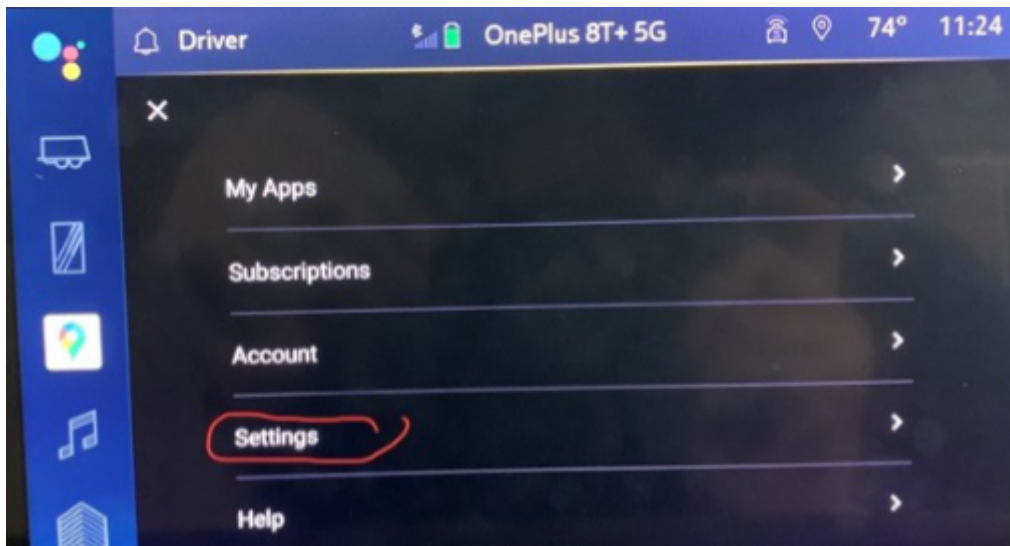 Driver OnePlus 8T+ 5G 74° 11:24
My Apps
Subscriptions
Account
Settings
Help